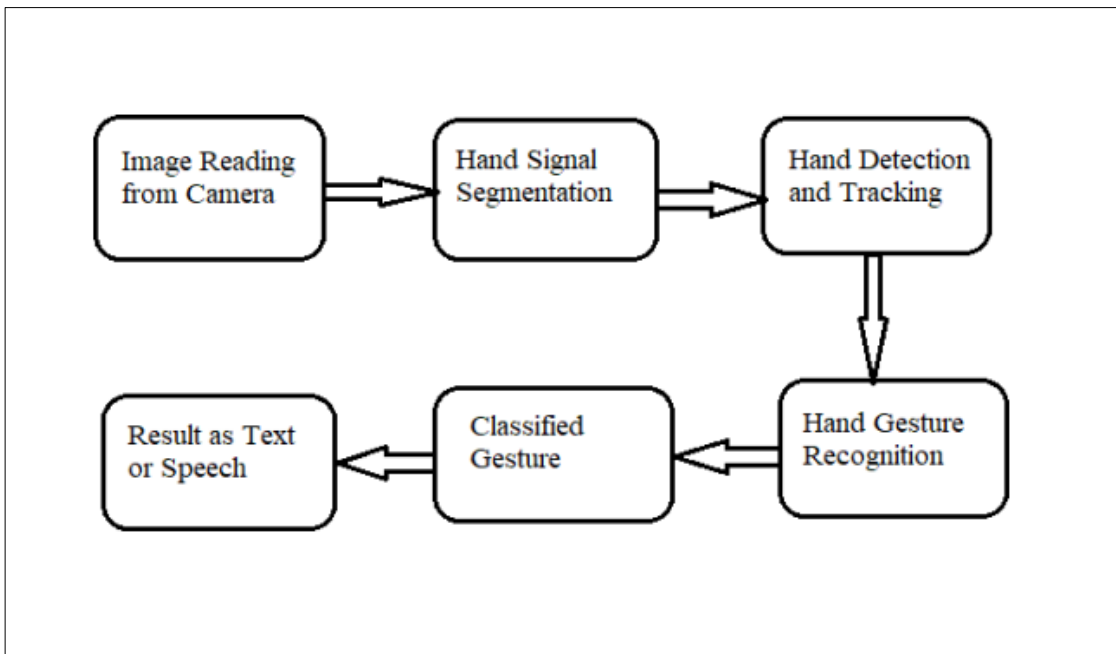 Image Reading
from Camera
Hand Signal
Segmentation
Hand Detection
and Tracking
Hand Gesture
Recognition
Classified
Gesture
Result as Text
or Speech